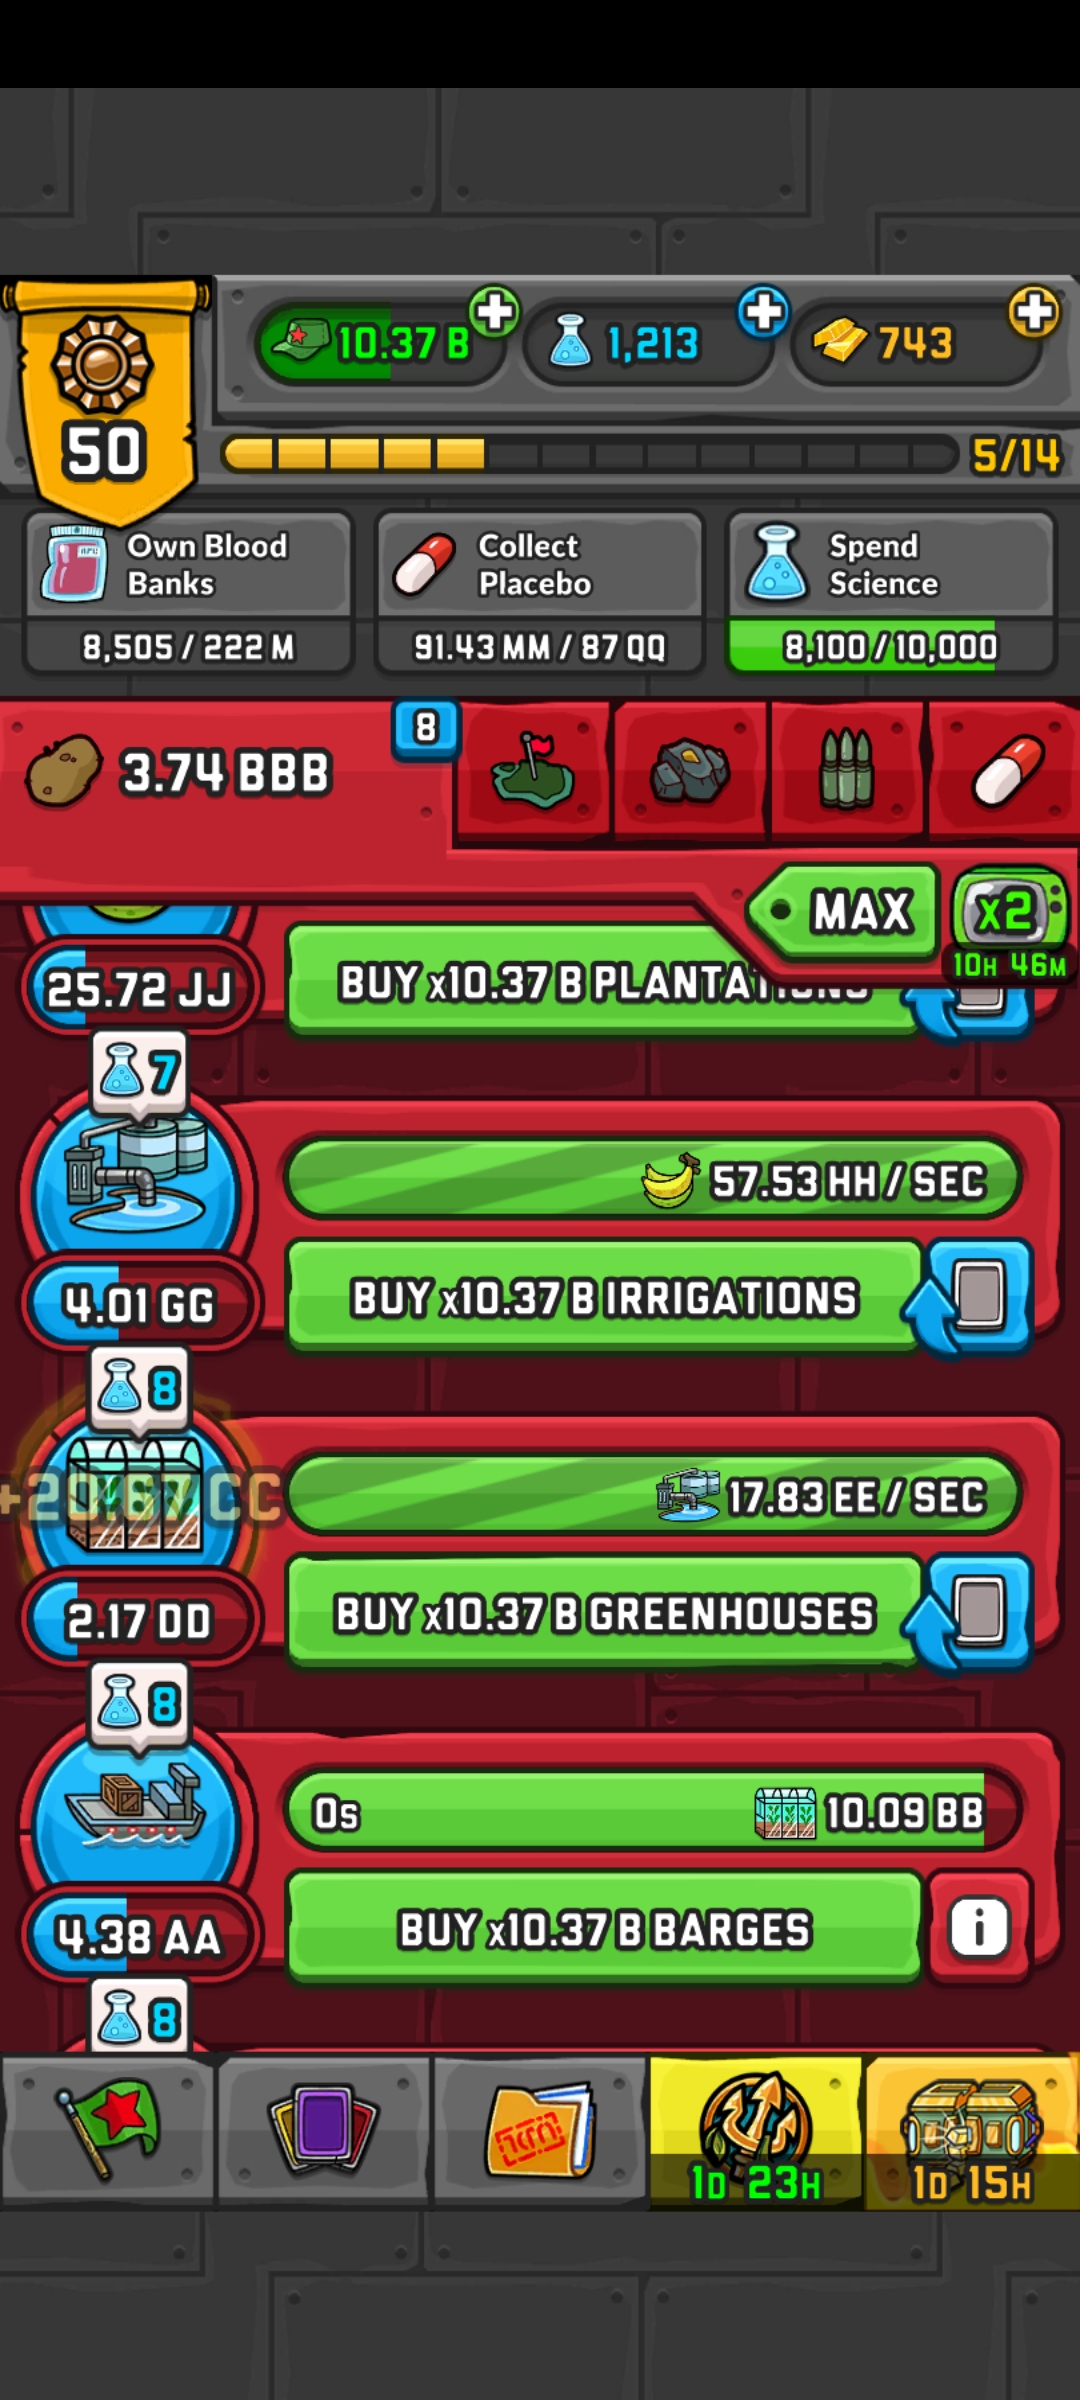 10.37 B
1,213
743
50
5/14
Own Blood
Banks
8,505 / 222 M
Collect
Placebo
91.43 MM / 87 QQ
Spend
Science
8,100 / 10,000
3.74 BBB
8
MAX
x2
10H 46M
25.72 JJ
BUY x10.37 B PLANTATIONS
7
57.53 HH / SEC
4.01 GG
BUY x10.37 B IRRIGATIONS
8
17.83 EE / SEC
+20.67 CC
2.17 DD
BUY x10.37 B GREENHOUSES
8
0s
10.09 BB
4.38 AA
BUY x10.37 B BARGES
i
8
1D 23H
1D 15H